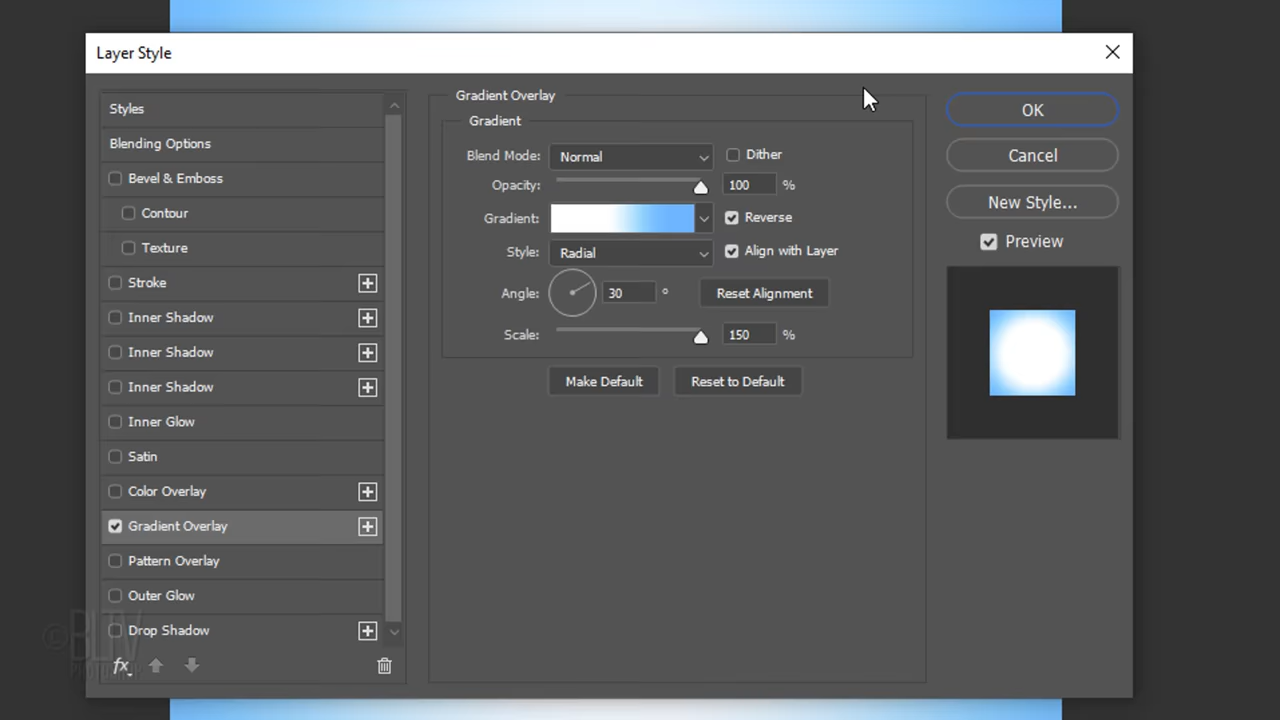 Layer Style
Styles
Blending Options
Bevel & Emboss
Contour
Texture
Stroke
Inner Shadow
Inner Shadow
Inner Shadow
Inner Glow
Satin
Color Overlay
Gradient Overlay
Pattern Overlay
Outer Glow
Drop Shadow
fx
Gradient Overlay
Gradient
Blend Mode: Normal Dither
Opacity: 100 %
Gradient: Reverse
Style: Radial Align with Layer
Angle: 30 ° Reset Alignment
Scale: 150 %
Make Default Reset to Default
OK
Cancel
New Style...
Preview